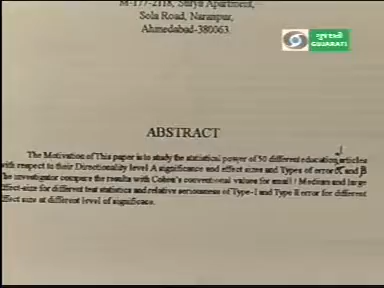 M-177-2118, Surya Apartment,
Sola Road, Naranpur,
Ahmedabad-380063.
ગુજરાતી
GUJARATI
ABSTRACT
The Motivation of This paper is to study the statistical power of 50 different education articles
with respect to their Directionality level A significance and effect sizes and Types of error α and β
The investigator compare the results with Cohen's conventional values for small / Medium and large
effect-size for different test statistics and relative seriousness of Type-I and Type II error for different
effect size at different level of significace.